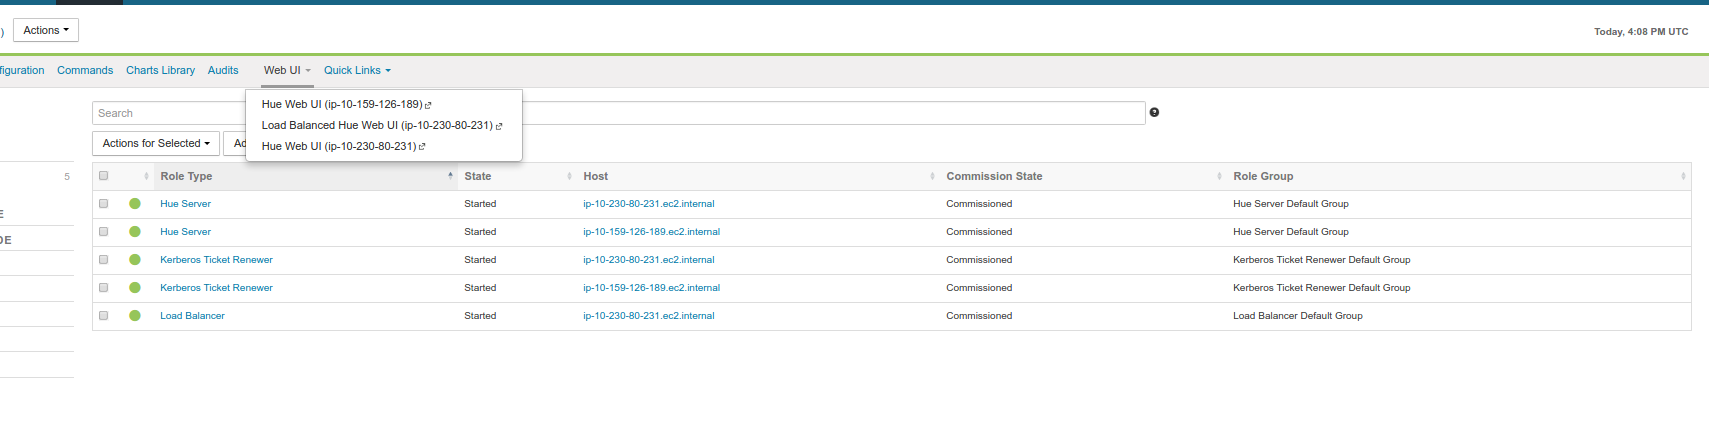 ) Actions
Today, 4:08 PM UTC
figuration Commands Charts Library Audits Web UI Quick Links
Hue Web UI (ip-10-159-126-189)
Load Balanced Hue Web UI (ip-10-230-80-231)
Hue Web UI (ip-10-230-80-231)
Search
?
Actions for Selected Ad
5
E
DE
Role Type State Host Commission State Role Group
Hue Server Started ip-10-230-80-231.ec2.internal Commissioned Hue Server Default Group
Hue Server Started ip-10-159-126-189.ec2.internal Commissioned Hue Server Default Group
Kerberos Ticket Renewer Started ip-10-230-80-231.ec2.internal Commissioned Kerberos Ticket Renewer Default Group
Kerberos Ticket Renewer Started ip-10-159-126-189.ec2.internal Commissioned Kerberos Ticket Renewer Default Group
Load Balancer Started ip-10-230-80-231.ec2.internal Commissioned Load Balancer Default Group